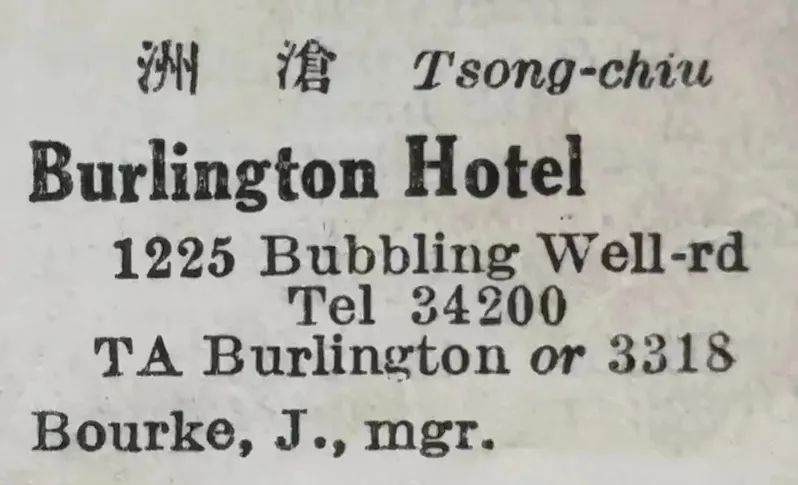 洲 滄 Tsong-chiu
Burlington Hotel
1225 Bubbling Well-rd
Tel 34200
TA Burlington or 3318
Bourke, J., mgr.